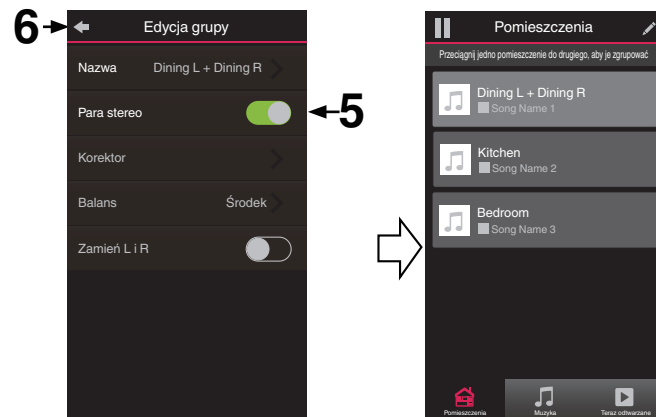 6
Edycja grupy
Nazwa Dining L + Dining R
Para stereo
5
Korektor
Balans Środek
Zamień L i R
Pomieszczenia
Przeciągnij jedno pomieszczenie do drugiego, aby je zgrupować
Dining L + Dining R
Song Name 1
Kitchen
Song Name 2
Bedroom
Song Name 3
Pomieszczenia Muzyka Teraz odtwarzane